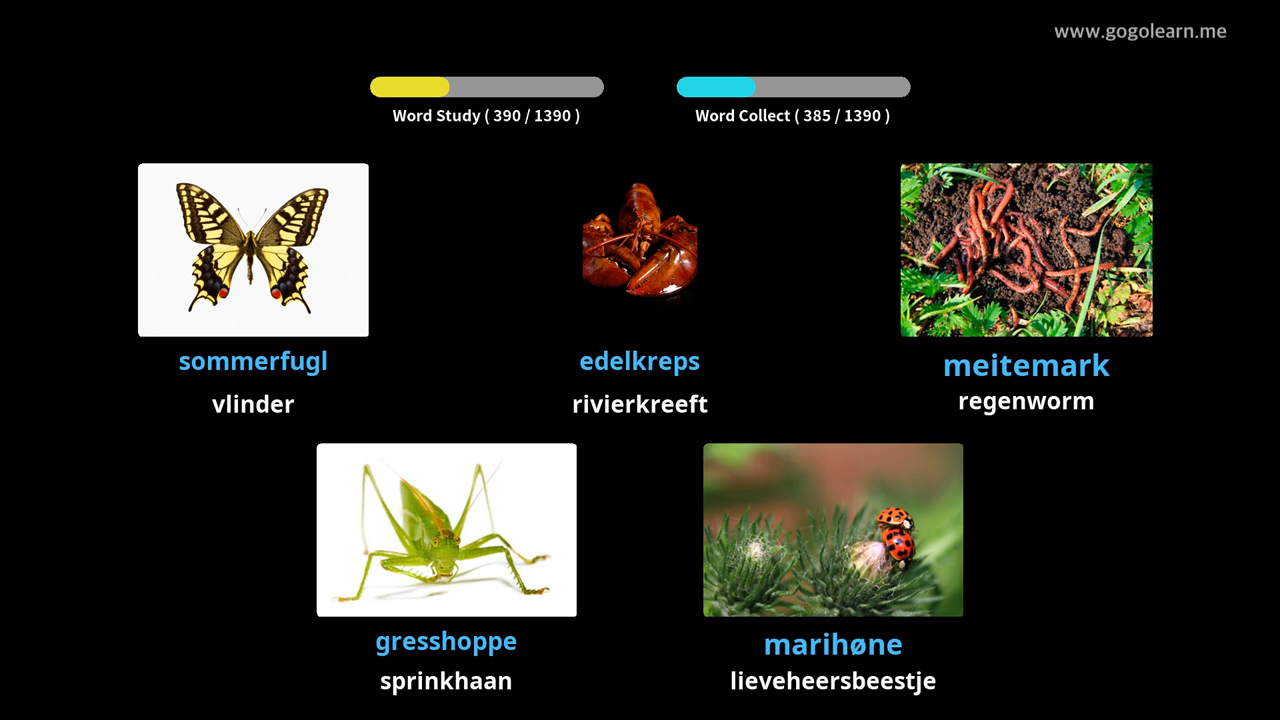 www.gogolearn.me
Word Study ( 390 / 1390 )
Word Collect ( 385 / 1390 )
sommerfugl
vlinder
edelkreps
rivierkreeft
meitemark
regenworm
gresshoppe
sprinkhaan
marihøne
lieveheersbeestje